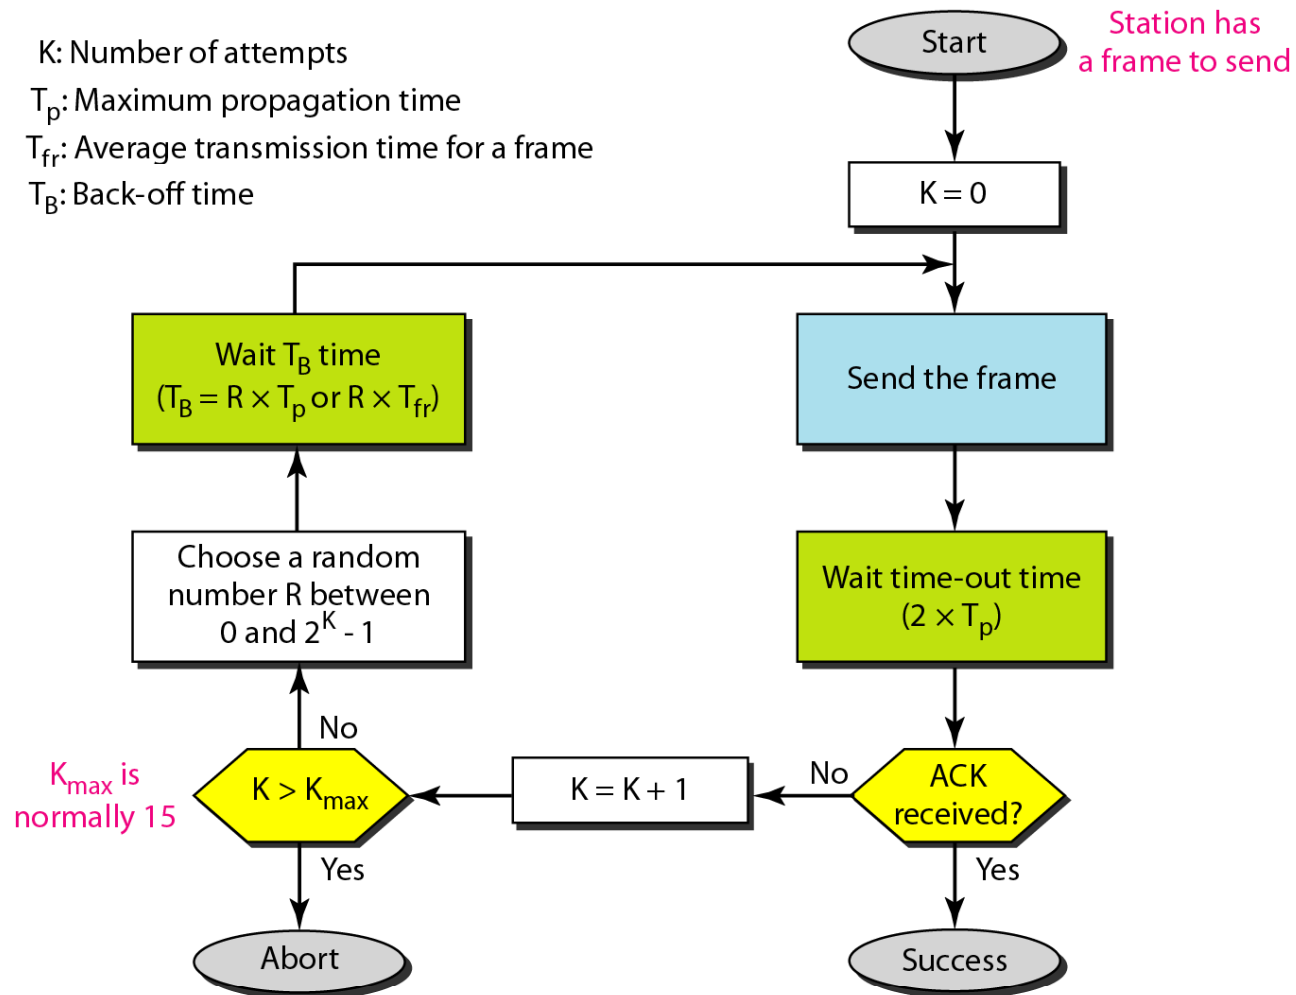 K: Number of attempts
Tp: Maximum propagation time
Tfr: Average transmission time for a frame
TB: Back-off time
Start
Station has
a frame to send
K = 0
Wait TB time
(TB = R × Tp or R × Tfr)
Send the frame
Choose a random
number R between
0 and 2^K - 1
Wait time-out time
(2 × Tp)
No
Kmax is
normally 15
K > Kmax
K = K + 1
No
ACK
received?
Yes
Yes
Abort
Success